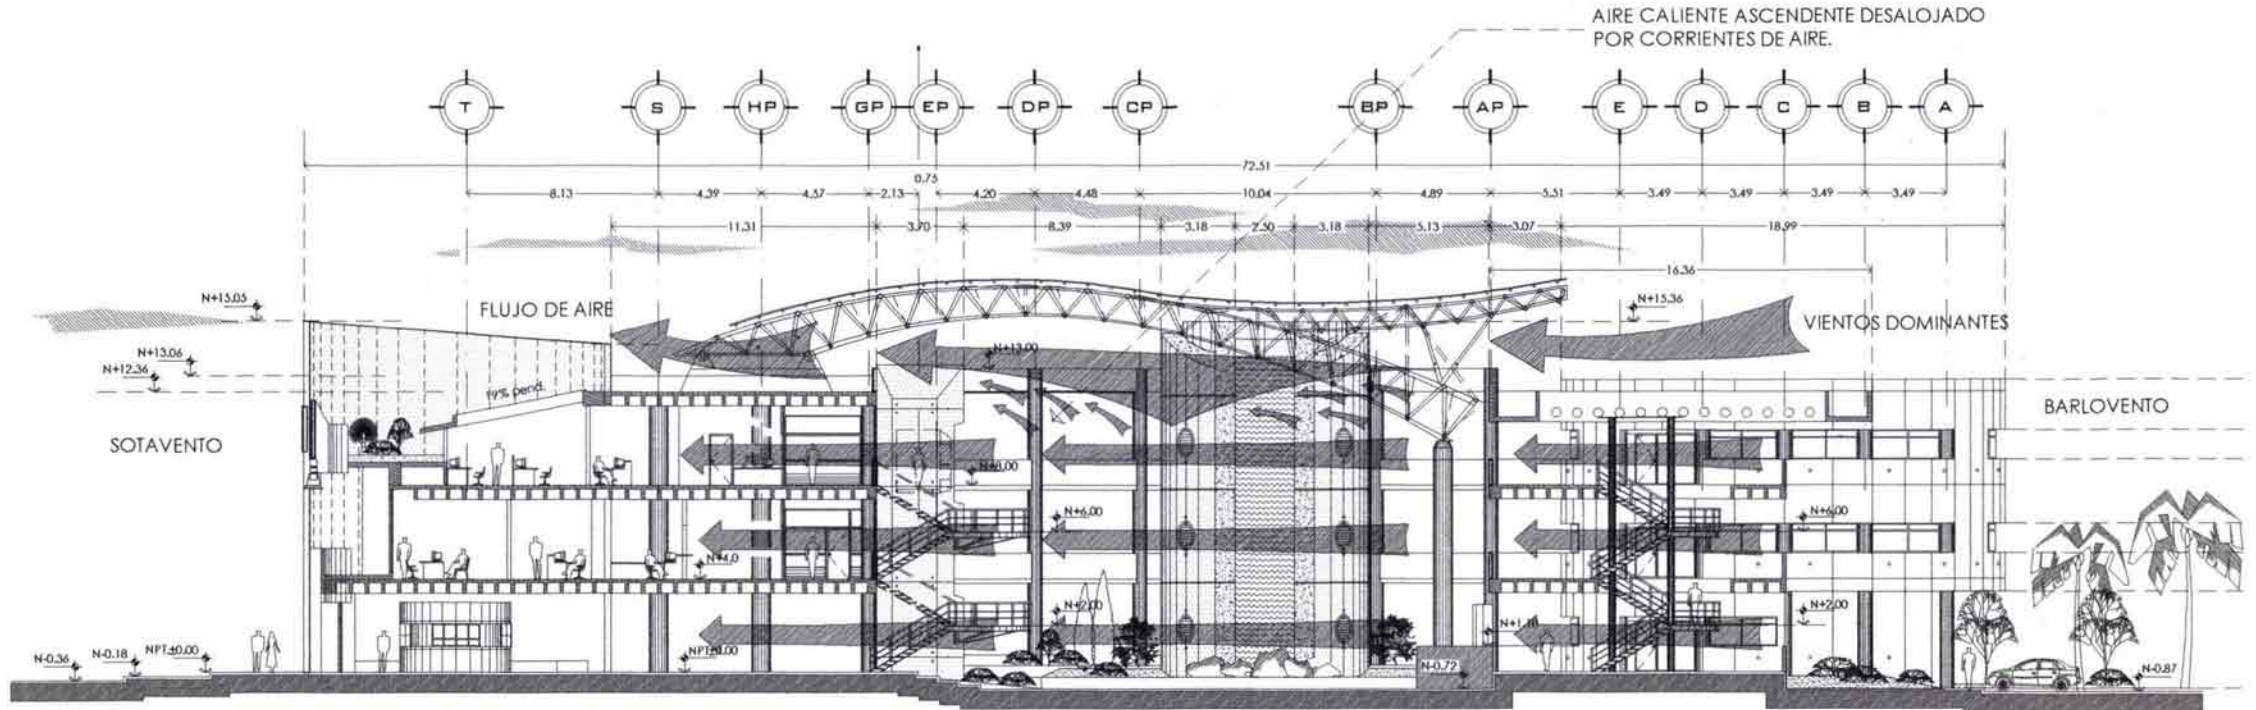 AIRE CALIENTE ASCENDENTE DESALOJADO
POR CORRIENTES DE AIRE.
T S HP GP EP DP CP BP AP E D C B A
72.51
0.75
8.13 4.39 4.57 2.13 4.20 4.48 10.04 4.89 5.51 3.49 3.49 3.49 3.49
11.31 3.70 8.39 3.18 2.50 3.18 5.13 3.07 18.99
16.36
N+15.05
FLUJO DE AIRE
N+15.36
VIENTOS DOMINANTES
N+13.06
N+12.36
N+13.00
19% pend.
SOTAVENTO
BARLOVENTO
N+8.00
N+6.00
N+6.00
N+4.0
N+2.00
N+2.00
N-0.36
N-0.18
NPT±0.00
NPT±0.00
N-0.72
N-0.87